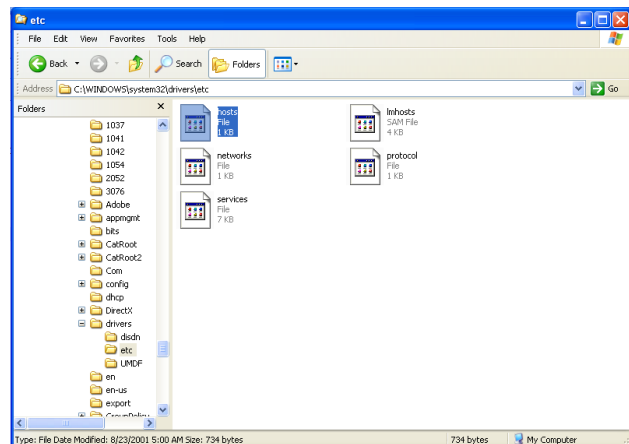 etc
File Edit View Favorites Tools Help
Back Search Folders
Address C:\WINDOWS\system32\drivers\etc Go
Folders
1037
1041
1042
1054
2052
3076
Adobe
appmgmt
bits
CatRoot
CatRoot2
Com
config
dhcp
DirectX
drivers
disdn
etc
UMDF
en
en-us
export
GroupPolicy
hosts
File
1 KB
lmhosts
SAM File
4 KB
networks
File
1 KB
protocol
File
1 KB
services
File
7 KB
Type: File Date Modified: 8/23/2001 5:00 AM Size: 734 bytes 734 bytes My Computer